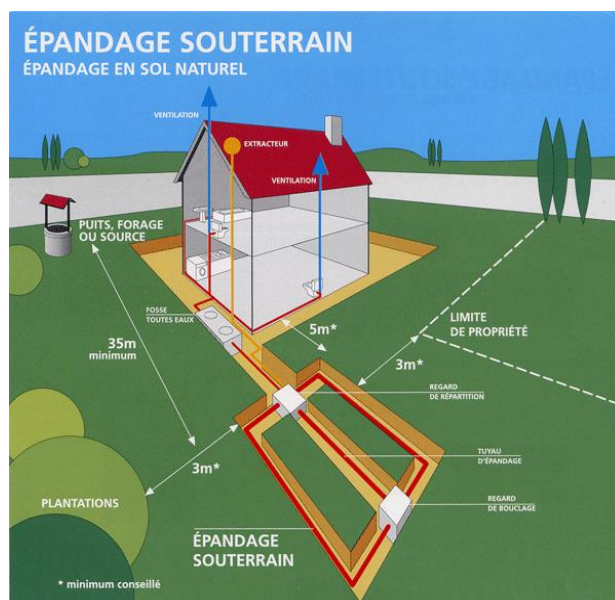 ÉPANDAGE SOUTERRAIN
ÉPANDAGE EN SOL NATUREL
VENTILATION
EXTRACTEUR
VENTILATION
PUITS, FORAGE
OU SOURCE
FOSSE
TOUTES EAUX
5m*
LIMITE
DE PROPRIÉTÉ
35m
minimum
3m*
REGARD
DE RÉPARTITION
3m*
TUYAU
D'ÉPANDAGE
PLANTATIONS
REGARD
DE BOUCLAGE
ÉPANDAGE
SOUTERRAIN
* minimum conseillé